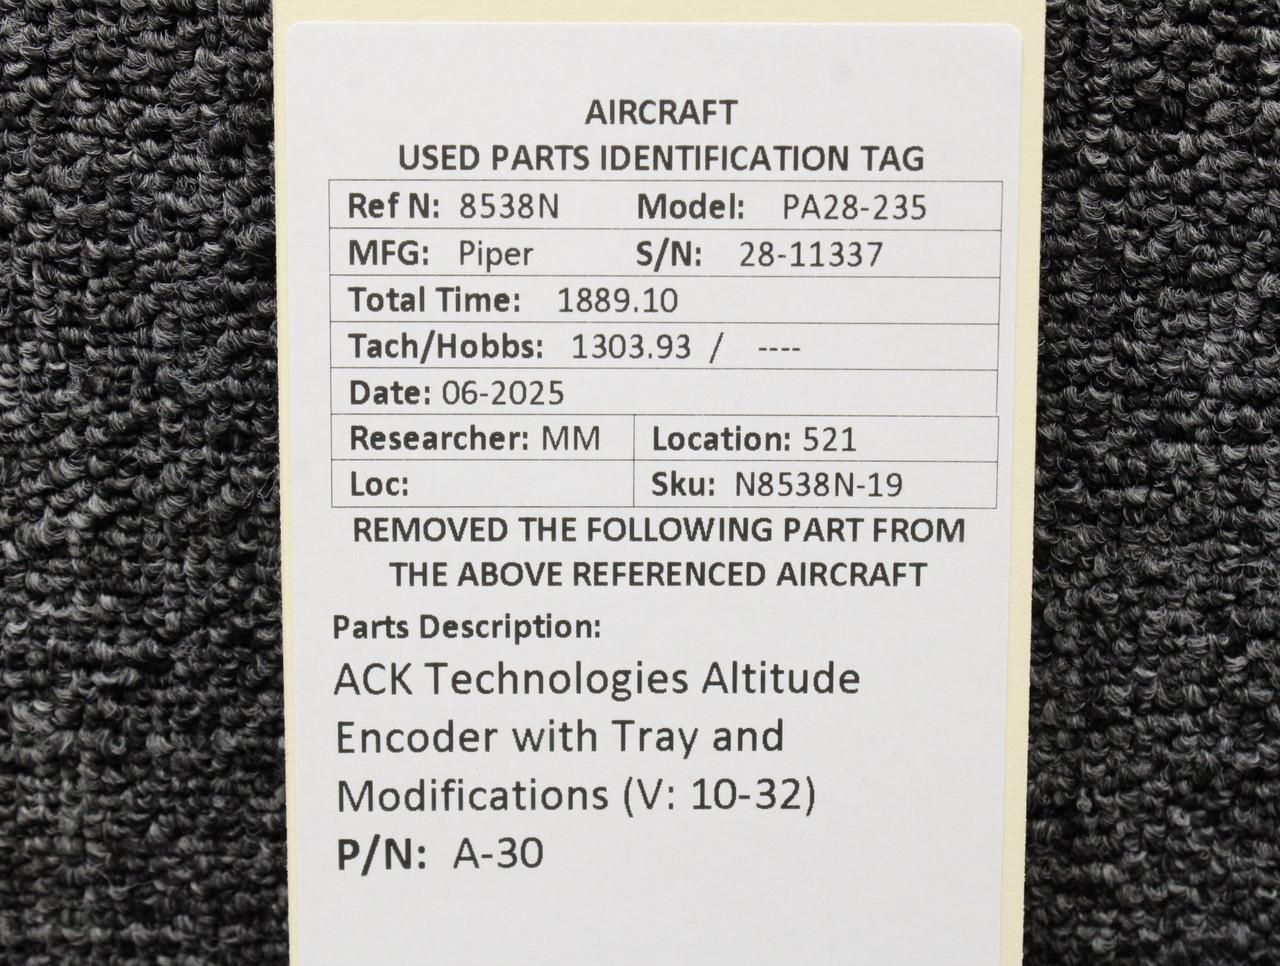 AIRCRAFT
USED PARTS IDENTIFICATION TAG
Ref N: 8538N Model: PA28-235
MFG: Piper S/N: 28-11337
Total Time: 1889.10
Tach/Hobbs: 1303.93 / ----
Date: 06-2025
Researcher: MM Location: 521
Loc: Sku: N8538N-19
REMOVED THE FOLLOWING PART FROM
THE ABOVE REFERENCED AIRCRAFT
Parts Description:
ACK Technologies Altitude
Encoder with Tray and
Modifications (V: 10-32)
P/N: A-30